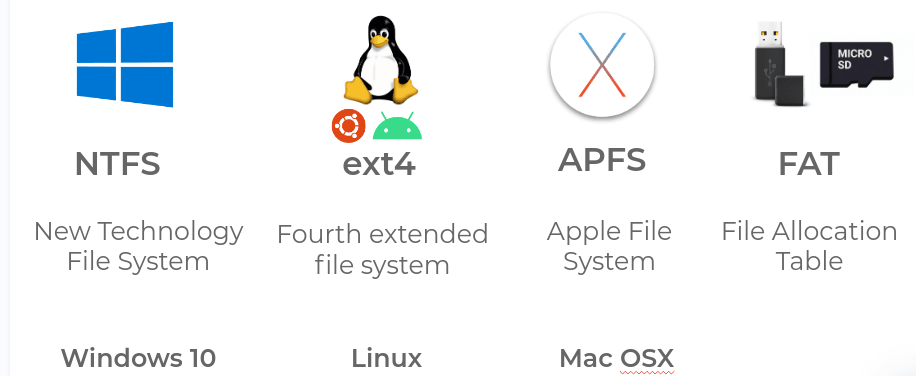 MICRO
SD
NTFS
ext4
APFS
FAT
New Technology
File System
Fourth extended
file system
Apple File
System
File Allocation
Table
Windows 10
Linux
Mac OSX